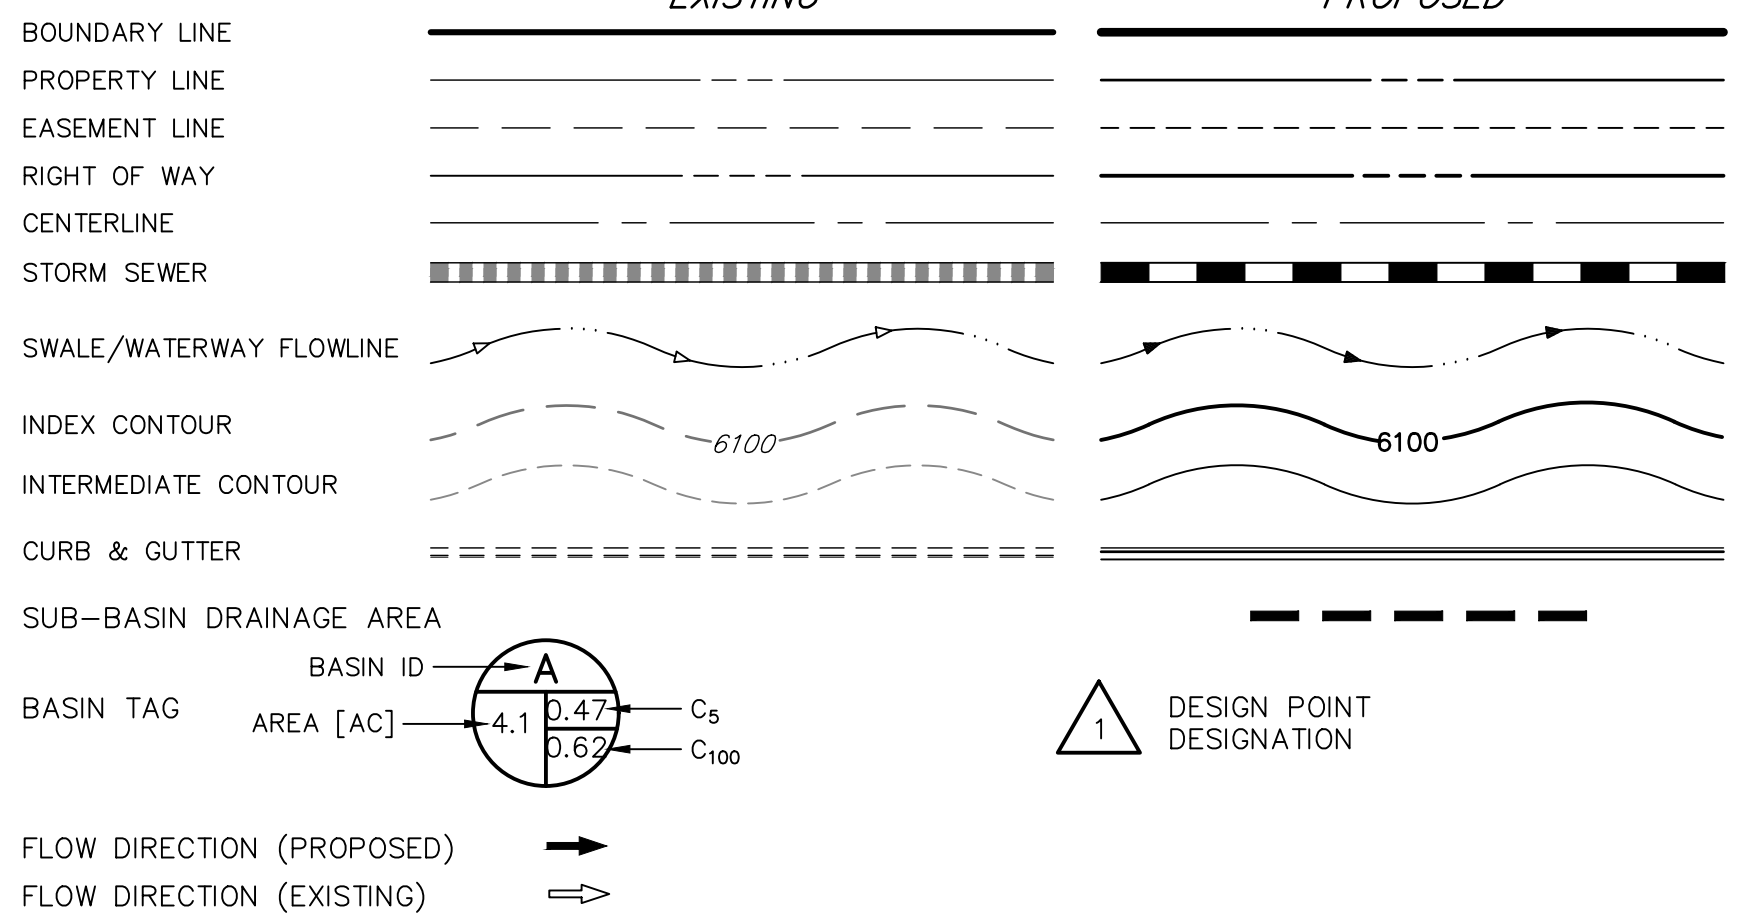 EXISTING PROPOSED
BOUNDARY LINE
PROPERTY LINE
EASEMENT LINE
RIGHT OF WAY
CENTERLINE
STORM SEWER
SWALE/WATERWAY FLOWLINE
INDEX CONTOUR 6100 6100
INTERMEDIATE CONTOUR
CURB & GUTTER
SUB-BASIN DRAINAGE AREA
BASIN ID A
BASIN TAG
AREA [AC] 4.1
0.47 C5
0.62 C100
1
DESIGN POINT
DESIGNATION
FLOW DIRECTION (PROPOSED)
FLOW DIRECTION (EXISTING)